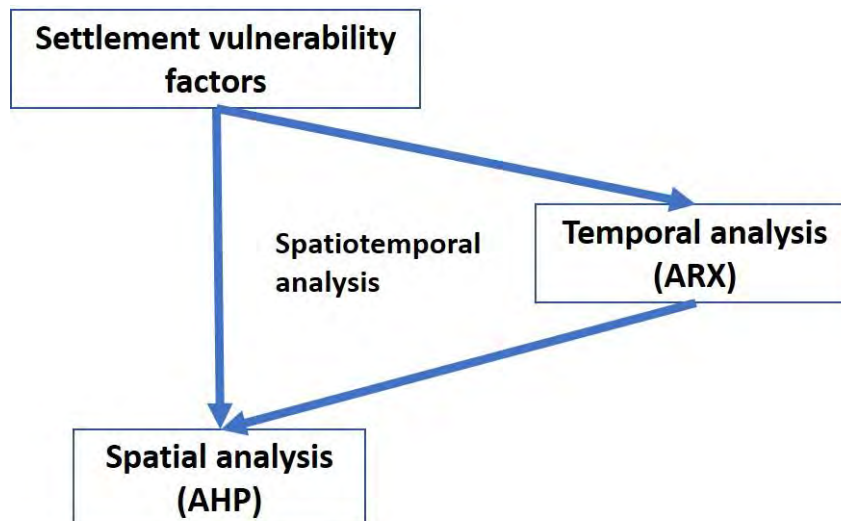 Settlement vulnerability
factors
Spatiotemporal
analysis
Temporal analysis
(ARX)
Spatial analysis
(AHP)